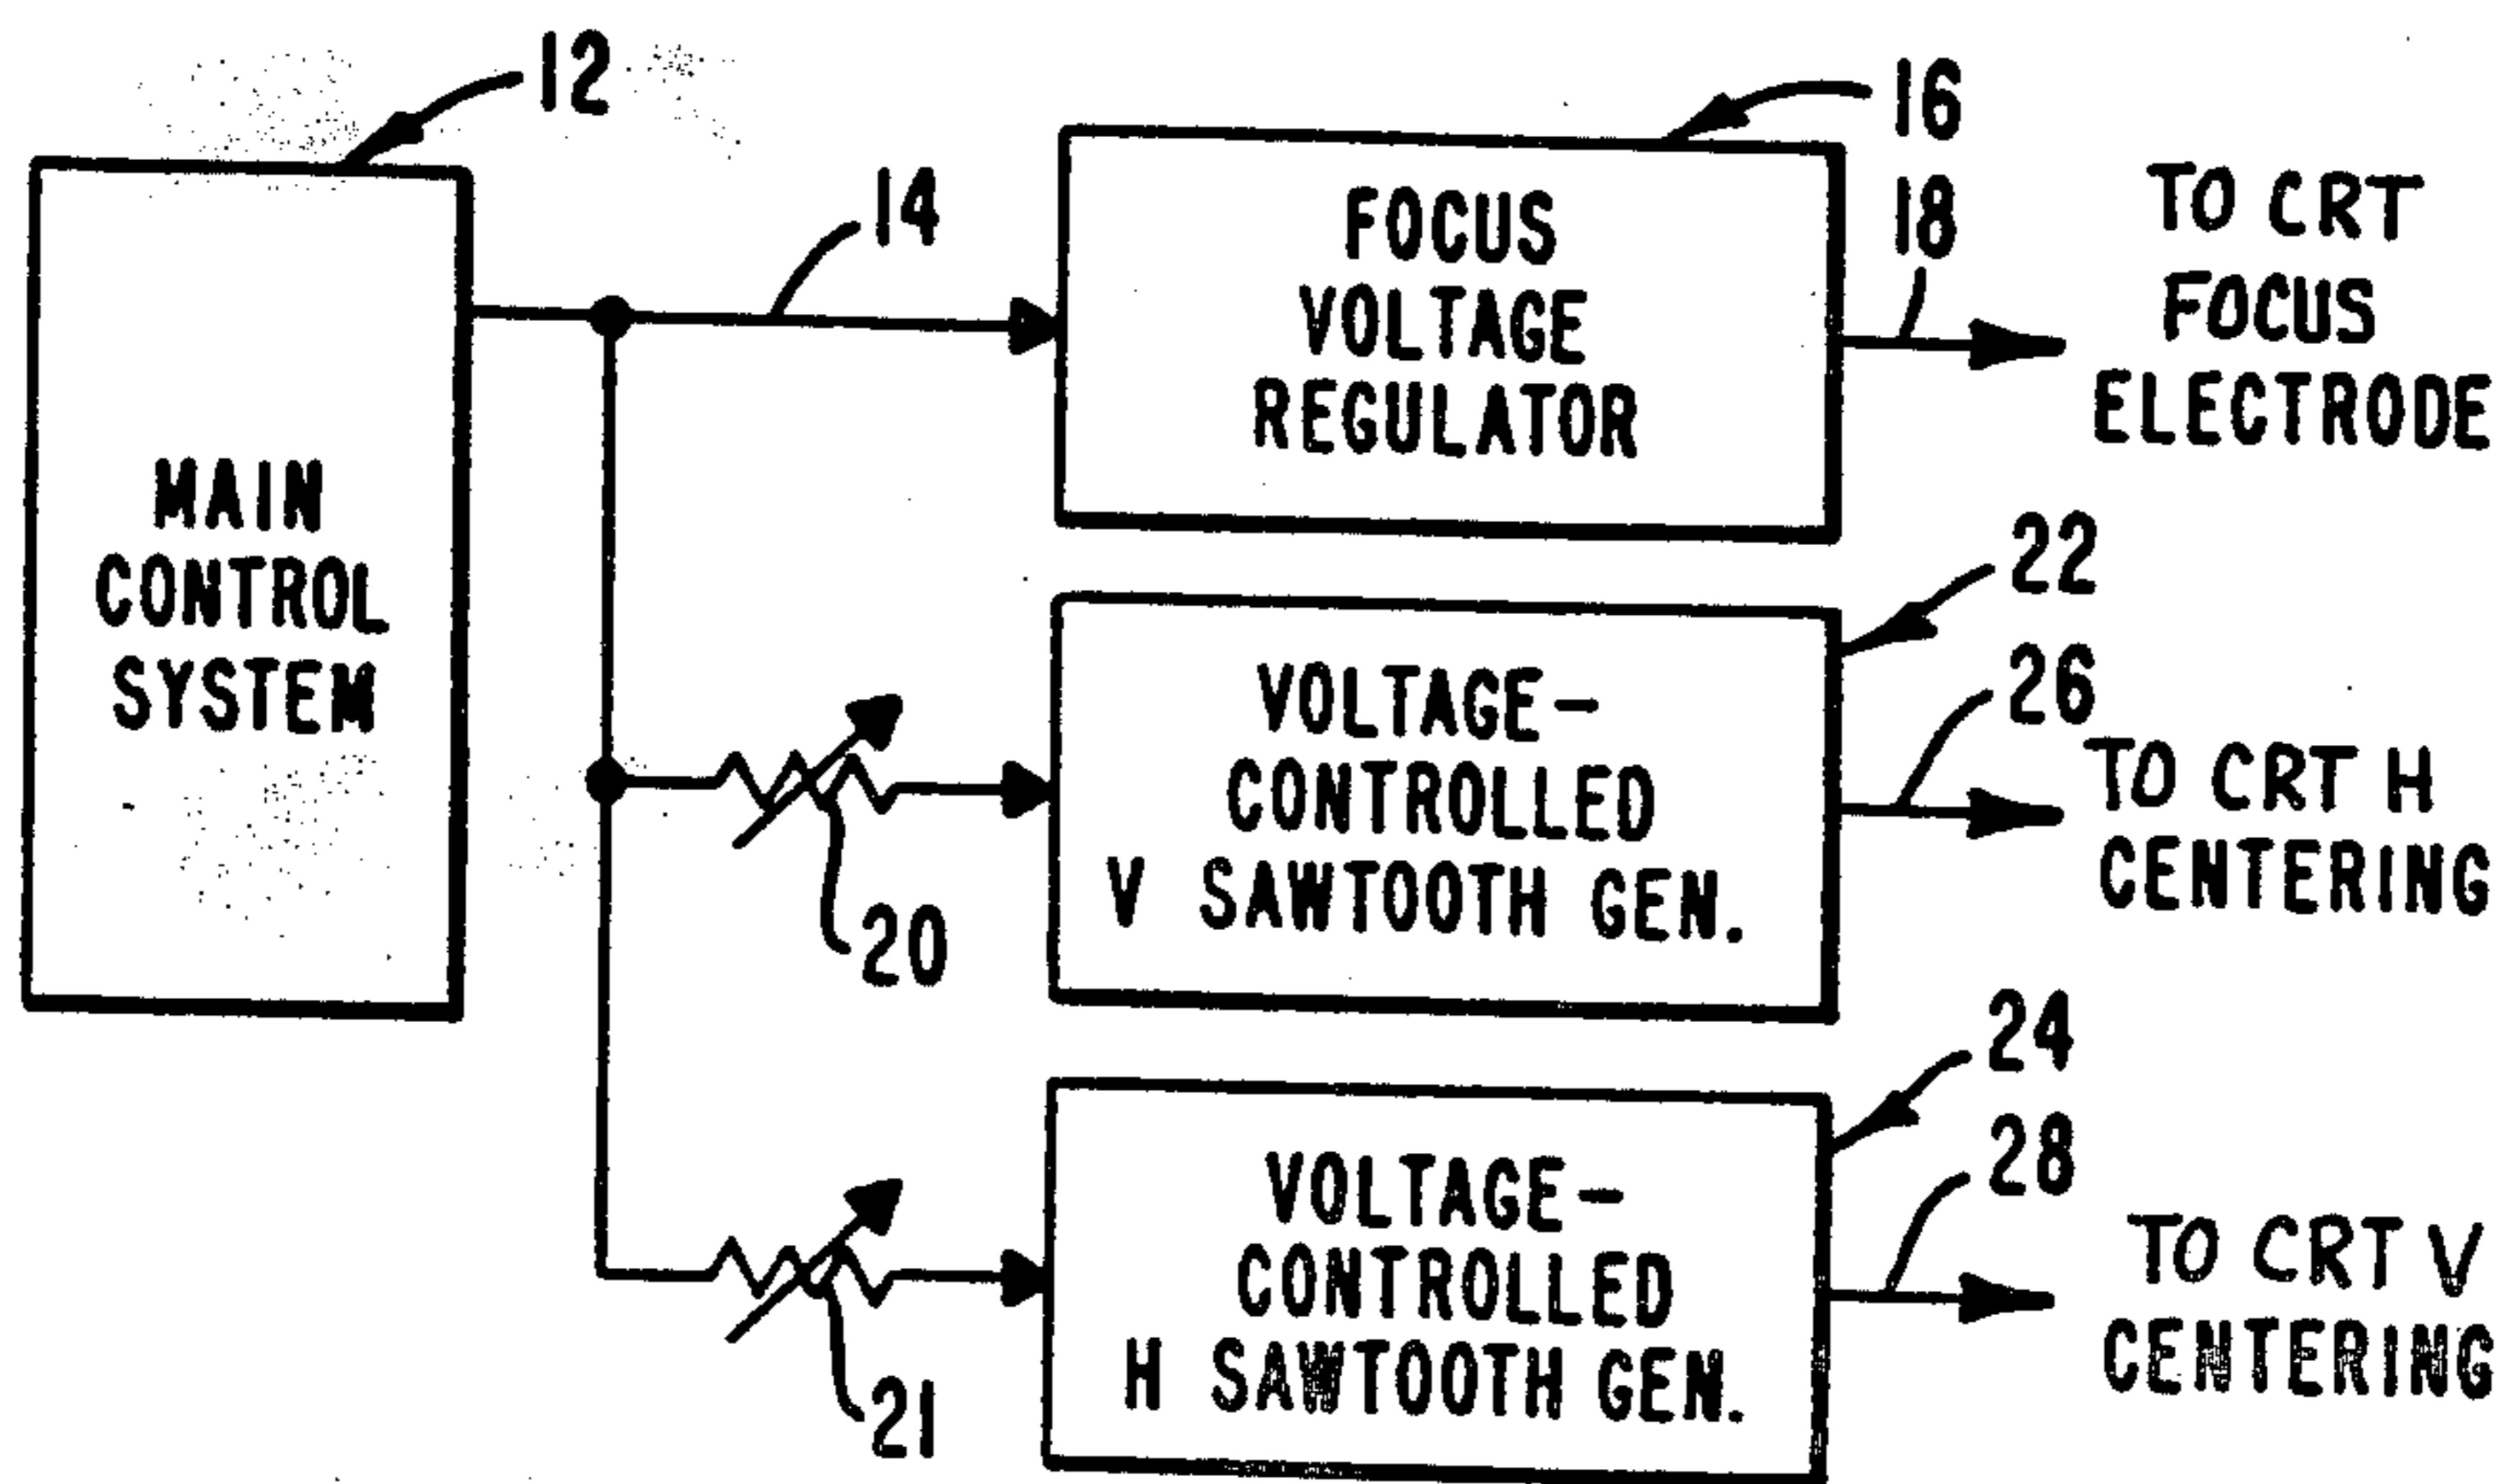 12
16
14
18
TO CRT
FOCUS
ELECTRODE
FOCUS
VOLTAGE
REGULATOR
MAIN
CONTROL
SYSTEM
22
26
VOLTAGE-
CONTROLLED
V SAWTOOTH GEN.
TO CRT H
CENTERING
20
24
28
VOLTAGE-
CONTROLLED
H SAWTOOTH GEN.
TO CRT V
CENTERING
21